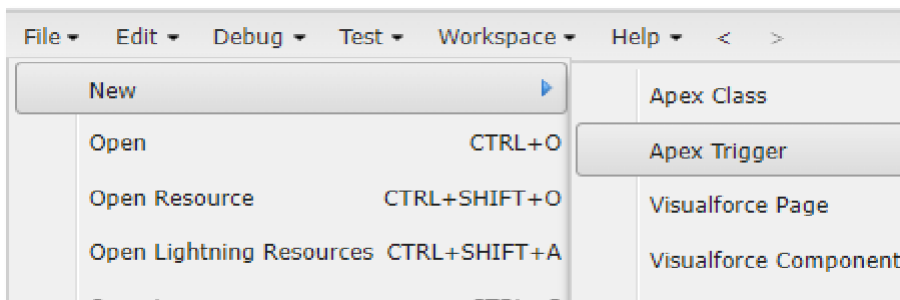 File Edit Debug Test Workspace Help < >
New
Apex Class
Open CTRL+O
Apex Trigger
Open Resource CTRL+SHIFT+O
Visualforce Page
Open Lightning Resources CTRL+SHIFT+A
Visualforce Component